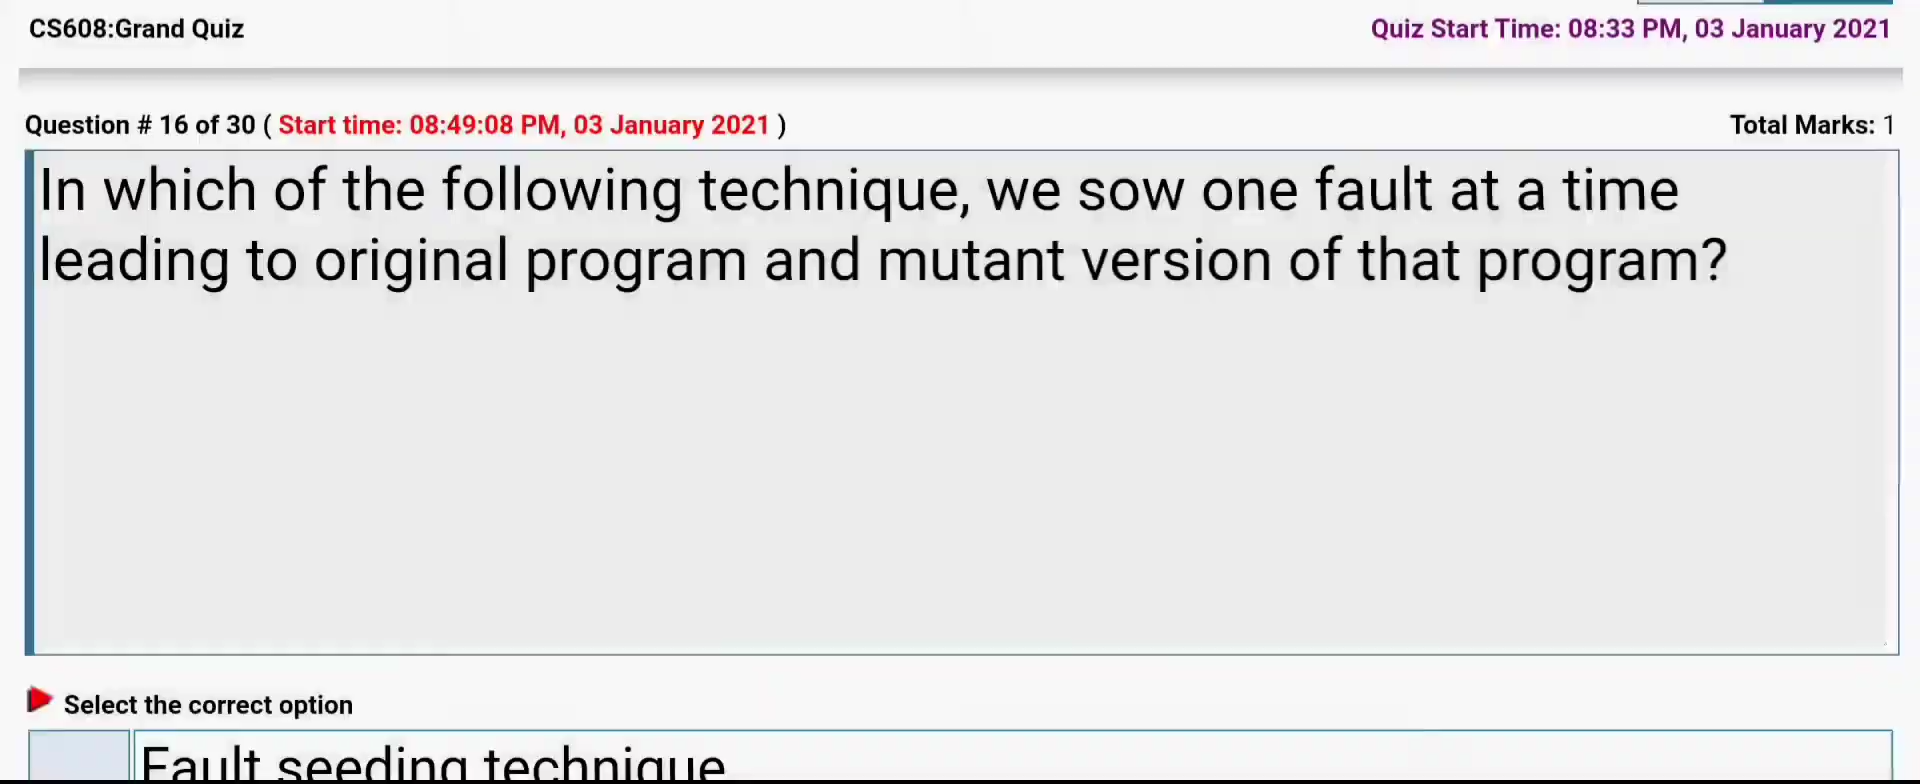 CS608:Grand Quiz
Quiz Start Time: 08:33 PM, 03 January 2021
Question # 16 of 30 ( Start time: 08:49:08 PM, 03 January 2021 )
Total Marks: 1
In which of the following technique, we sow one fault at a time
leading to original program and mutant version of that program?
Select the correct option
Fault seeding technique